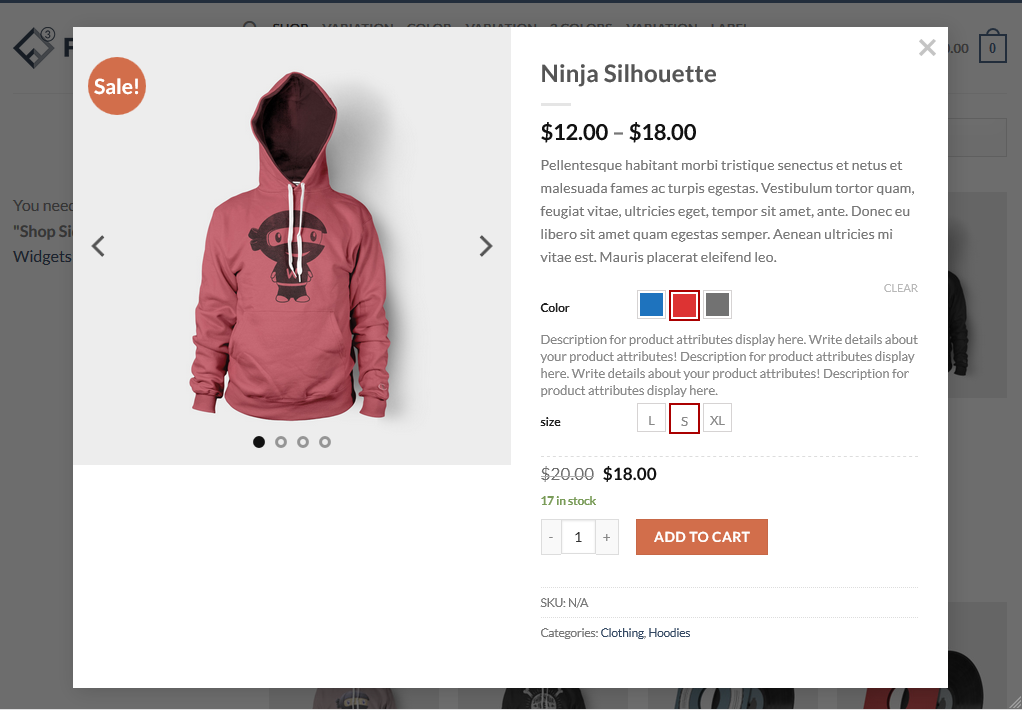 SHOP VARIATION COLOR VARIATION 2 COLORS VARIATION LABEL
3
F
.00
0
You need
"Shop Si
Widgets
Sale!
Ninja Silhouette
$12.00 – $18.00
Pellentesque habitant morbi tristique senectus et netus et
malesuada fames ac turpis egestas. Vestibulum tortor quam,
feugiat vitae, ultricies eget, tempor sit amet, ante. Donec eu
libero sit amet quam egestas semper. Aenean ultricies mi
vitae est. Mauris placerat eleifend leo.
CLEAR
Color
Description for product attributes display here. Write details about
your product attributes! Description for product attributes display
here. Write details about your product attributes! Description for
product attributes display here.
size L S XL
$20.00 $18.00
17 in stock
- 1 + ADD TO CART
SKU: N/A
Categories: Clothing, Hoodies